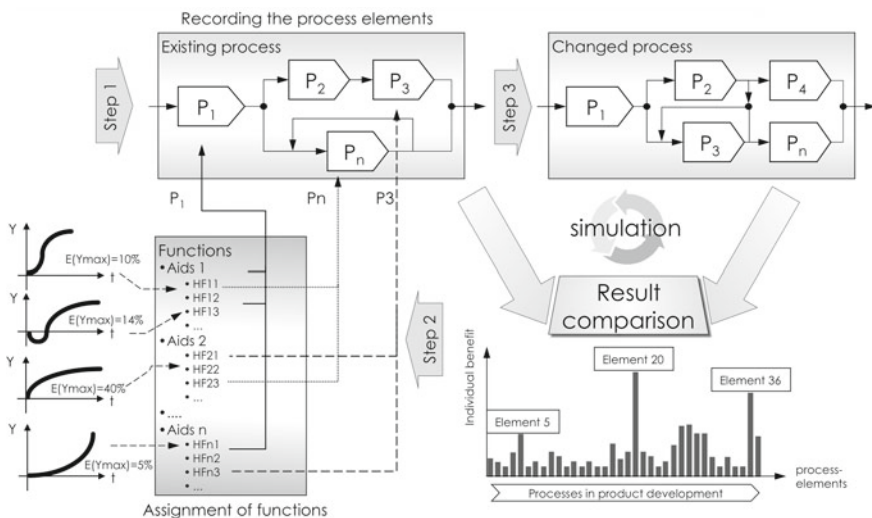 Recording the process elements
Existing process
Changed process
Step 1
P1
P2
P3
Pn
Step 3
P1
P2
P4
P3
Pn
P1
Pn
P3
simulation
Result
comparison
Y
E(Ymax)=10%
t
Y
E(Ymax)=14%
t
Y
E(Ymax)=40%
t
Y
E(Ymax)=5%
t
Functions
• Aids 1
• HF11
• HF12
• HF13
• ...
• Aids 2
• HF21
• HF22
• HF23
• ...
• ....
• Aids n
• HFn1
• HFn2
• HFn3
• ...
Assignment of functions
Step 2
Individual benefit
Element 5
Element 20
Element 36
process-
elements
Processes in product development